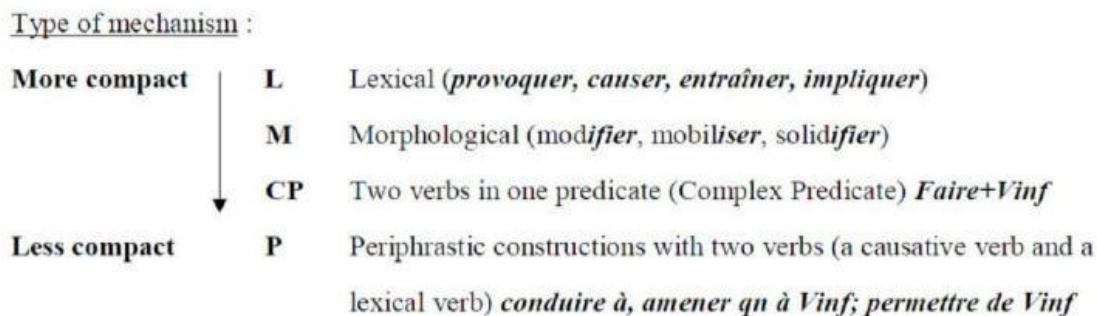 Type of mechanism :
More compact L Lexical (provoquer, causer, entraîner, impliquer)
M Morphological (modifier, mobiliser, solidifier)
CP Two verbs in one predicate (Complex Predicate) Faire+Vinf
Less compact P Periphrastic constructions with two verbs (a causative verb and a
lexical verb) conduire à, amener qn à Vinf; permettre de Vinf